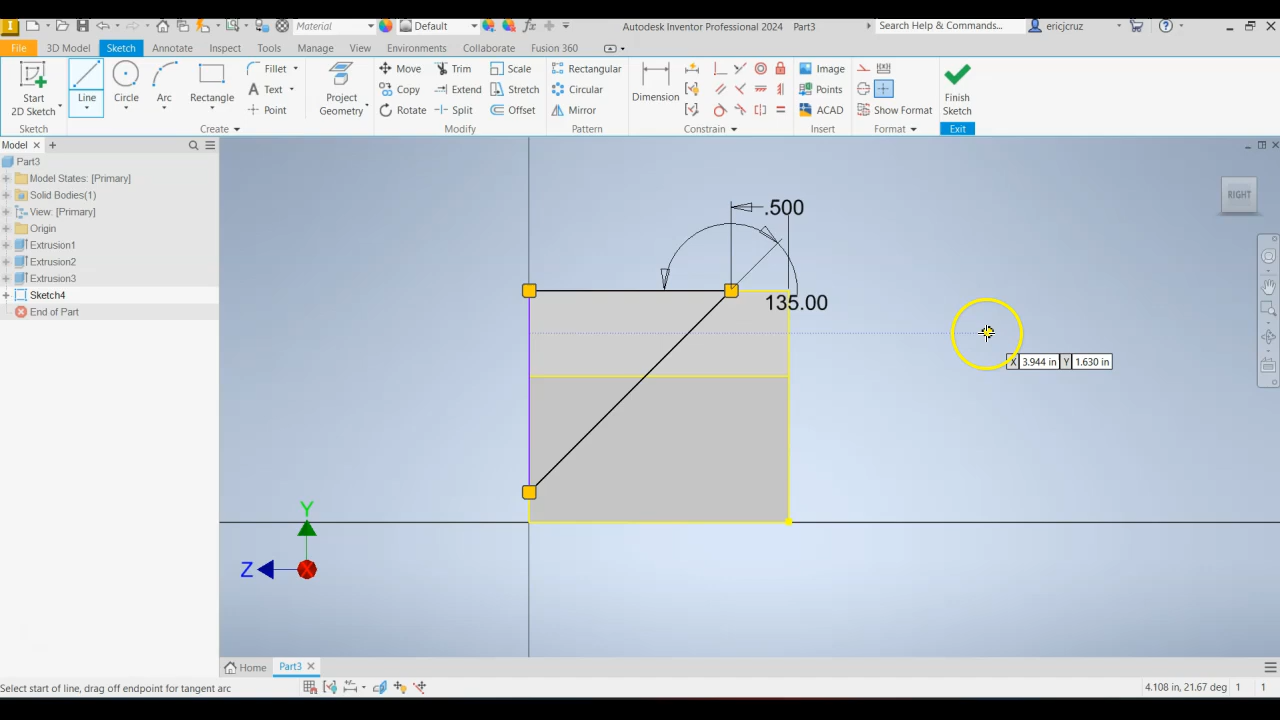 Material Default Autodesk Inventor Professional 2024 Part3 Search Help & Commands... ericjcruz
File 3D Model Sketch Annotate Inspect Tools Manage View Environments Collaborate Fusion 360
Start
2D Sketch
Line
Circle
Arc
Rectangle
Fillet
Text
Point
Project
Geometry
Move
Copy
Rotate
Trim
Extend
Split
Scale
Stretch
Offset
Rectangular
Circular
Mirror
Dimension
Image
Points
ACAD
Show Format
Finish
Sketch
Sketch Create Modify Pattern Constrain Insert Format Exit
Model
Part3
Model States: [Primary]
Solid Bodies(1)
View: [Primary]
Origin
Extrusion1
Extrusion2
Extrusion3
Sketch4
End of Part
RIGHT
.500
135.00
X 3.944 in Y 1.630 in
Y
Z
X
Home Part3
Select start of line, drag off endpoint for tangent arc
4.108 in, 21.67 deg 1 1